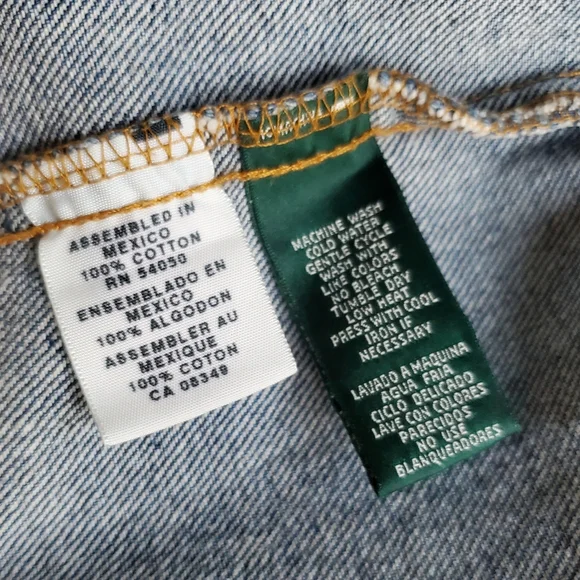 ASSEMBLED IN
MEXICO
100% COTTON
RN 54050
ENSEMBLADO EN
MEXICO
100% ALGODON
ASSEMBLER AU
MEXIQUE
100% COTON
CA 08349
MACHINE WASH
COLD WATER
GENTLE CYCLE
WASH WITH
LIKE COLORS
NO BLEACH
TUMBLE DRY
LOW HEAT
PRESS WITH COOL
IRON IF
NECESSARY
LAVADO A MAQUINA
AGUA FRIA
CICLO DELICADO
LAVE CON COLORES
PARECIDOS
NO USE
BLANQUEADORES